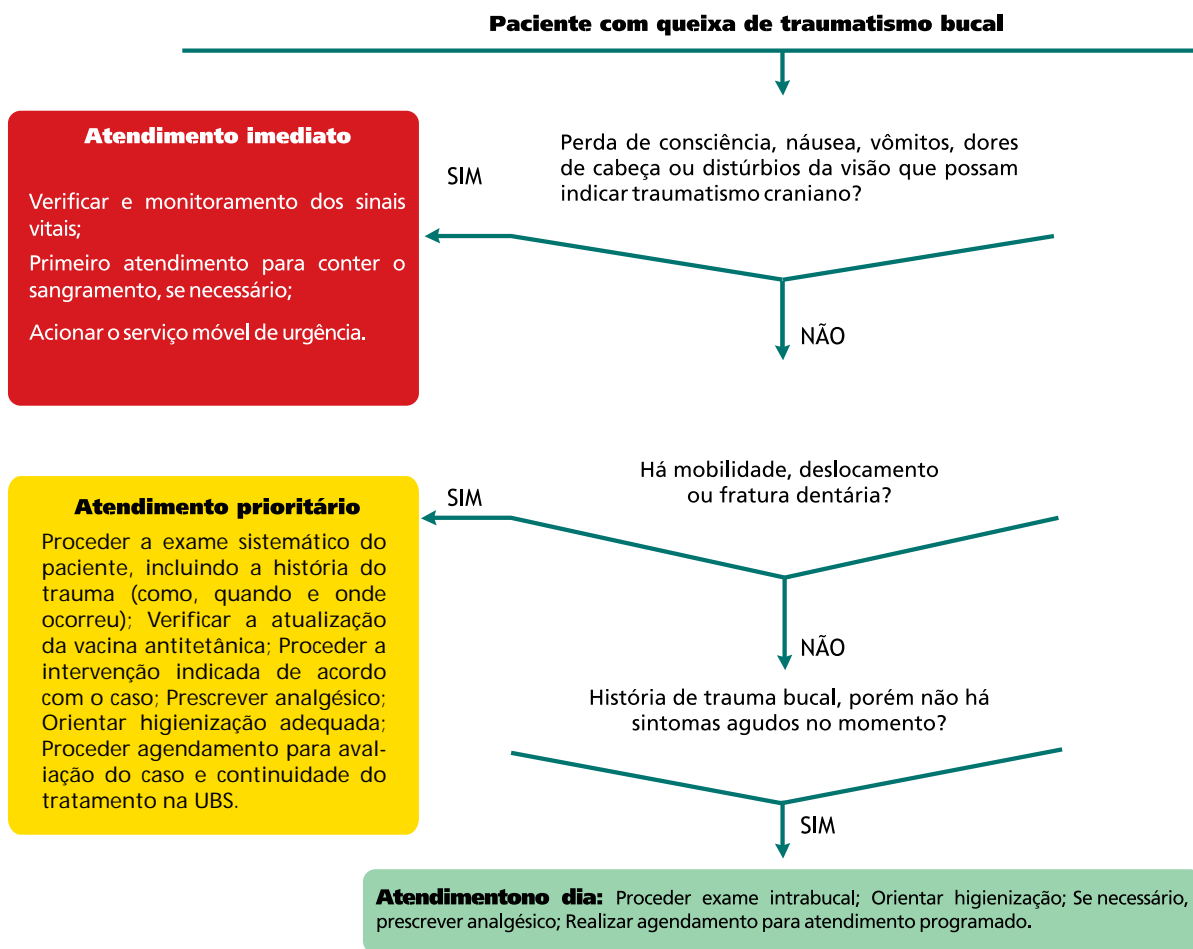 Paciente com queixa de traumatismo bucal
Atendimento imediato
Verificar e monitoramento dos sinais
vitais;
Primeiro atendimento para conter o
sangramento, se necessário;
Acionar o serviço móvel de urgência.
SIM
Perda de consciência, náusea, vômitos, dores
de cabeça ou distúrbios da visão que possam
indicar traumatismo craniano?
NÃO
Atendimento prioritário
Proceder a exame sistemático do
paciente, incluindo a história do
trauma (como, quando e onde
ocorreu); Verificar a atualização
da vacina antitetânica; Proceder a
intervenção indicada de acordo
com o caso; Prescrever analgésico;
Orientar higienização adequada;
Proceder agendamento para aval-
iação do caso e continuidade do
tratamento na UBS.
SIM
Há mobilidade, deslocamento
ou fratura dentária?
NÃO
História de trauma bucal, porém não há
sintomas agudos no momento?
SIM
Atendimentono dia: Proceder exame intrabucal; Orientar higienização; Se necessário,
prescrever analgésico; Realizar agendamento para atendimento programado.